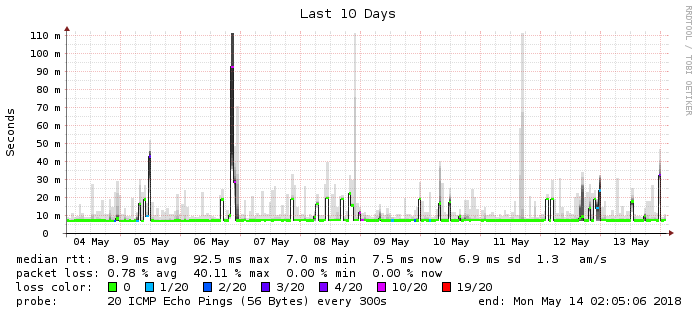 Last 10 Days
RRDTOOL / TOBI OETIKER
Seconds
110 m
100 m
90 m
80 m
70 m
60 m
50 m
40 m
30 m
20 m
10 m
0
04 May 05 May 06 May 07 May 08 May 09 May 10 May 11 May 12 May 13 May
median rtt: 8.9 ms avg 92.5 ms max 7.0 ms min 7.5 ms now 6.9 ms sd 1.3 am/s
packet loss: 0.78 % avg 40.11 % max 0.00 % min 0.00 % now
loss color: 0 1/20 2/20 3/20 4/20 10/20 19/20
probe: 20 ICMP Echo Pings (56 Bytes) every 300s end: Mon May 14 02:05:06 2018